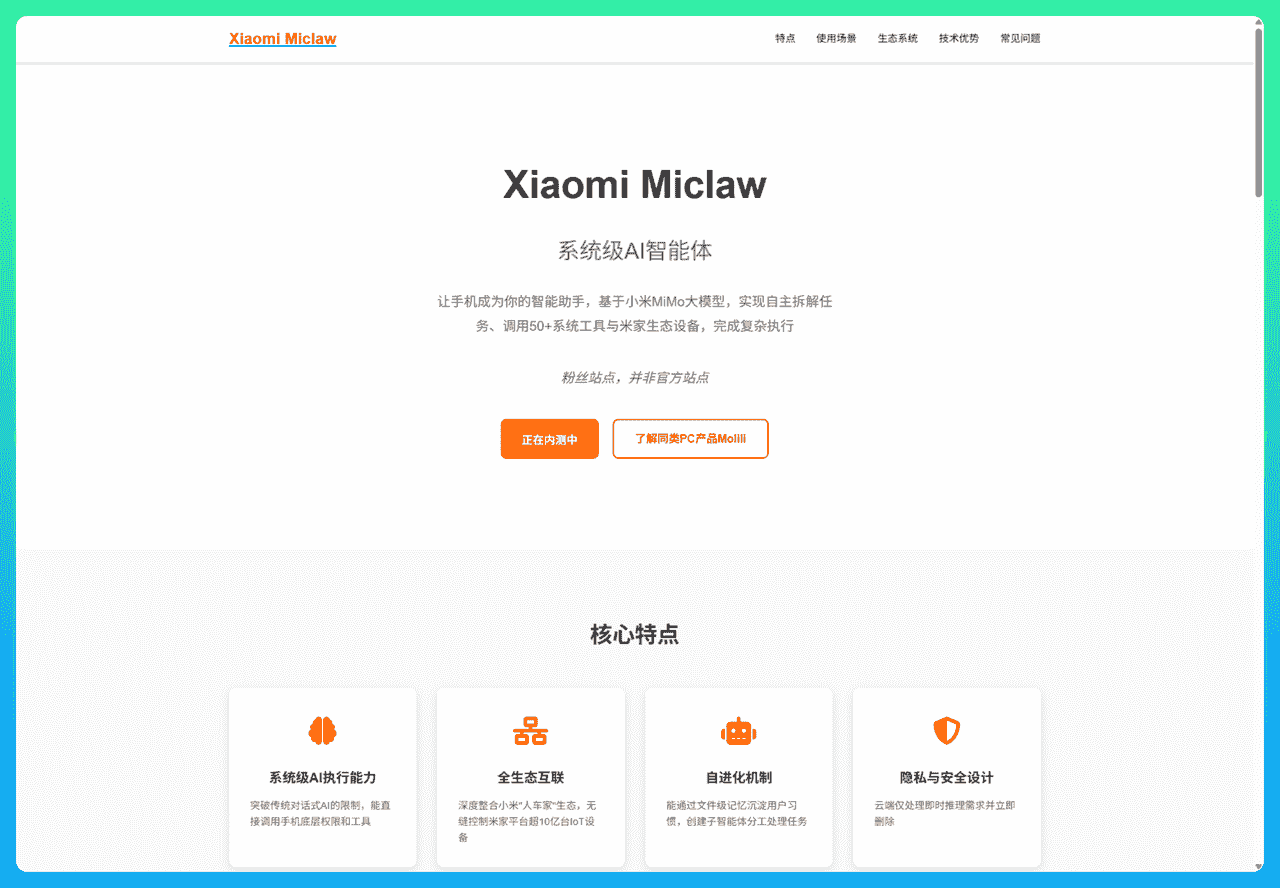 Xiaomi Miclaw
特点 使用场景 生态系统 技术优势 常见问题
Xiaomi Miclaw
系统级AI智能体
让手机成为你的智能助手，基于小米MiMo大模型，实现自主拆解任
务、调用50+系统工具与米家生态设备，完成复杂执行
粉丝站点，并非官方站点
正在内测中 了解同类PC产品Molili
核心特点
系统级AI执行能力
突破传统对话式AI的限制，能直
接调用手机底层权限和工具
全生态互联
深度整合小米"人车家"生态，无
缝控制米家平台超10亿台IoT设
备
自进化机制
能通过文件级记忆沉淀用户习
惯，创建子智能体分工处理任务
隐私与安全设计
云端仅处理即时推理需求并立即
删除